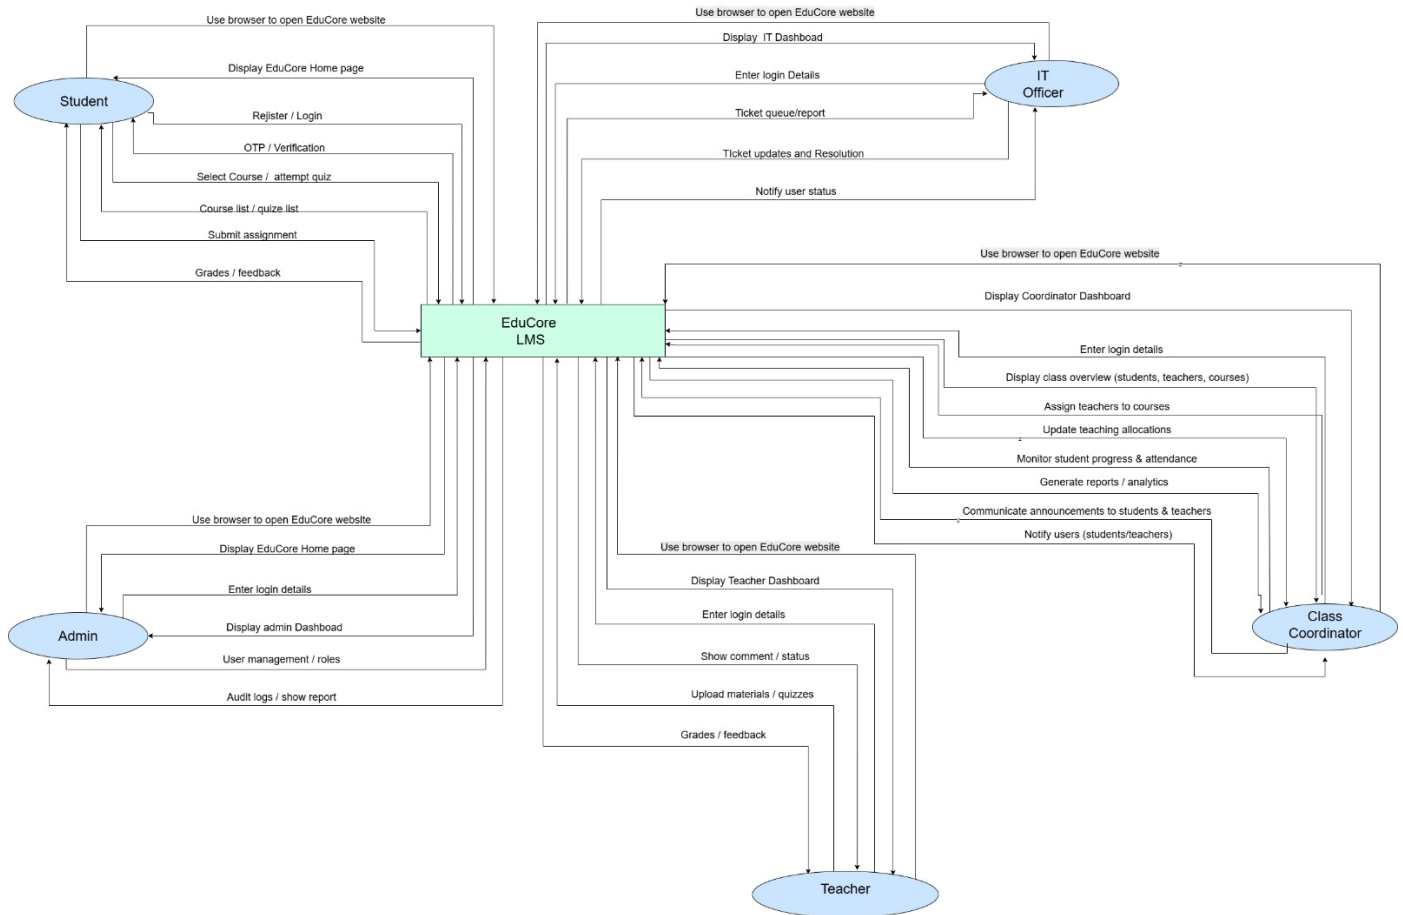 Use browser to open EduCore website
Display EduCore Home page
Student
Rejister / Login
OTP / Verification
Select Course /  attempt quiz
Course list / quize list
Submit assignment
Grades / feedback
Use browser to open EduCore website
Display  IT Dashboad
Enter login Details
IT
Officer
Ticket queue/report
TIcket updates and Resolution
Notify user status
EduCore
LMS
Use browser to open EduCore website
Display Coordinator Dashboard
Enter login details
Display class overview (students, teachers, courses)
Assign teachers to courses
Update teaching allocations
Monitor student progress & attendance
Generate reports / analytics
Communicate announcements to students & teachers
Notify users (students/teachers)
Class
Coordinator
Use browser to open EduCore website
Display EduCore Home page
Enter login details
Admin
Display admin Dashboad
User management / roles
Audit logs / show report
Use browser to open EduCore website
Display Teacher Dashboard
Enter login details
Show comment / status
Upload materials / quizzes
Grades / feedback
Teacher